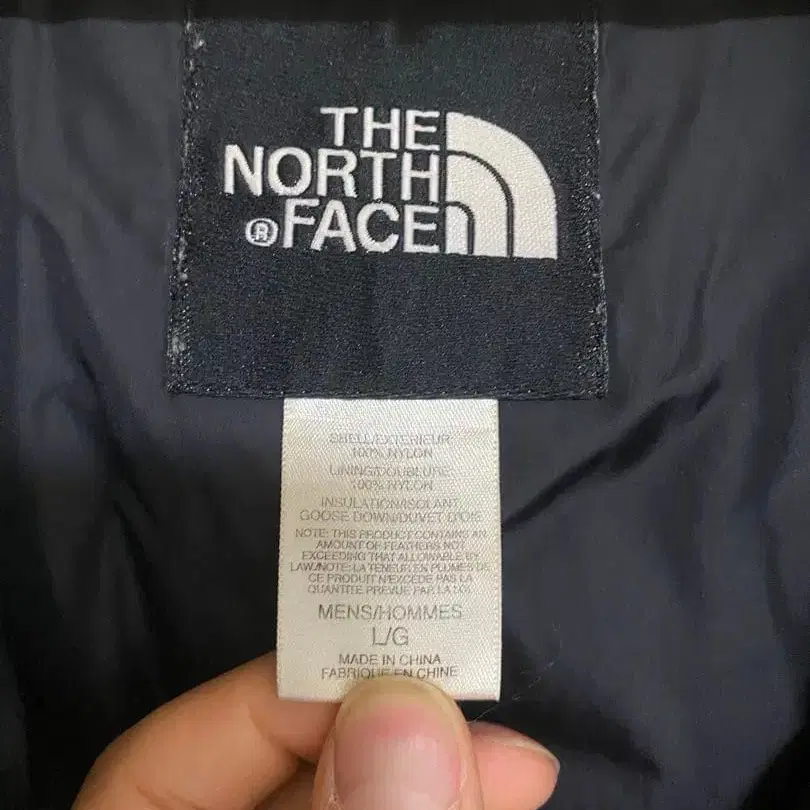 THE
NORTH
®FACE
SHELL/EXTERIEUR:
100% NYLON
LINING/DOUBLURE:
100% NYLON
INSULATION/ISOLANT:
GOOSE DOWN/DUVET D'OIE
NOTE: THIS PRODUCT CONTAINS AN
AMOUNT OF FEATHERS NOT
EXCEEDING THAT ALLOWABLE BY
LAW./NOTE: LA TENEUR EN PLUMES DE
CE PRODUIT N'EXCEDE PAS LA
QUANTITEE PREVUE PAR LA LOI.
MENS/HOMMES
L/G
MADE IN CHINA
FABRIQUE EN CHINE